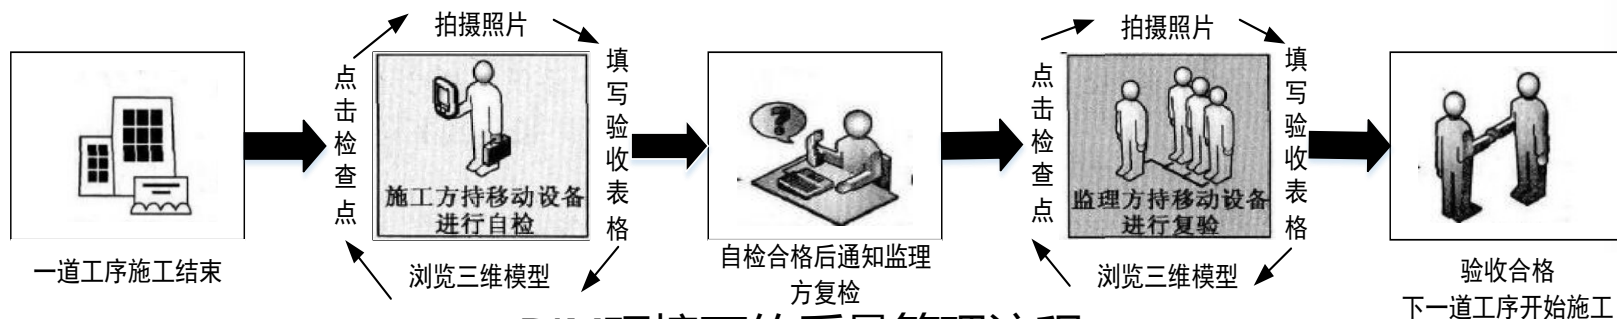 一道工序施工结束
点击检查点
拍摄照片
填写验收表格
浏览三维模型
施工方持移动设备
进行自检
自检合格后通知监理
方复检
点击检查点
拍摄照片
填写验收表格
浏览三维模型
监理方持移动设备
进行复验
验收合格
下一道工序开始施工